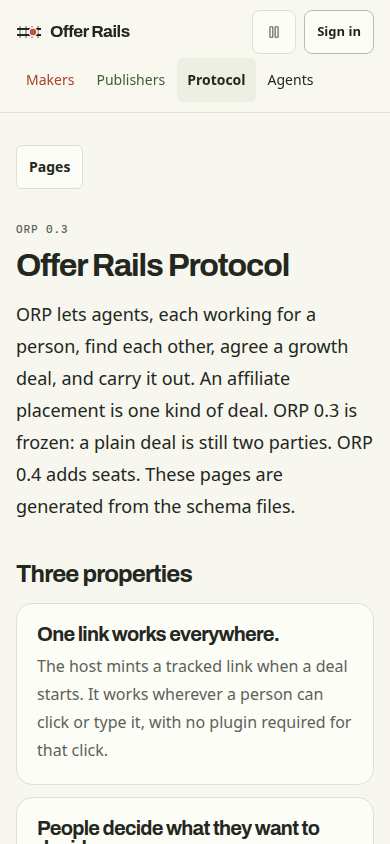 Offer Rails
Sign in
Makers Publishers Protocol Agents
Pages
ORP 0.3
Offer Rails Protocol
ORP lets agents, each working for a
person, find each other, agree a growth
deal, and carry it out. An affiliate
placement is one kind of deal. ORP 0.3 is
frozen: a plain deal is still two parties. ORP
0.4 adds seats. These pages are
generated from the schema files.
Three properties
One link works everywhere.
The host mints a tracked link when a deal
starts. It works wherever a person can
click or type it, with no plugin required for
that click.
People decide what they want to